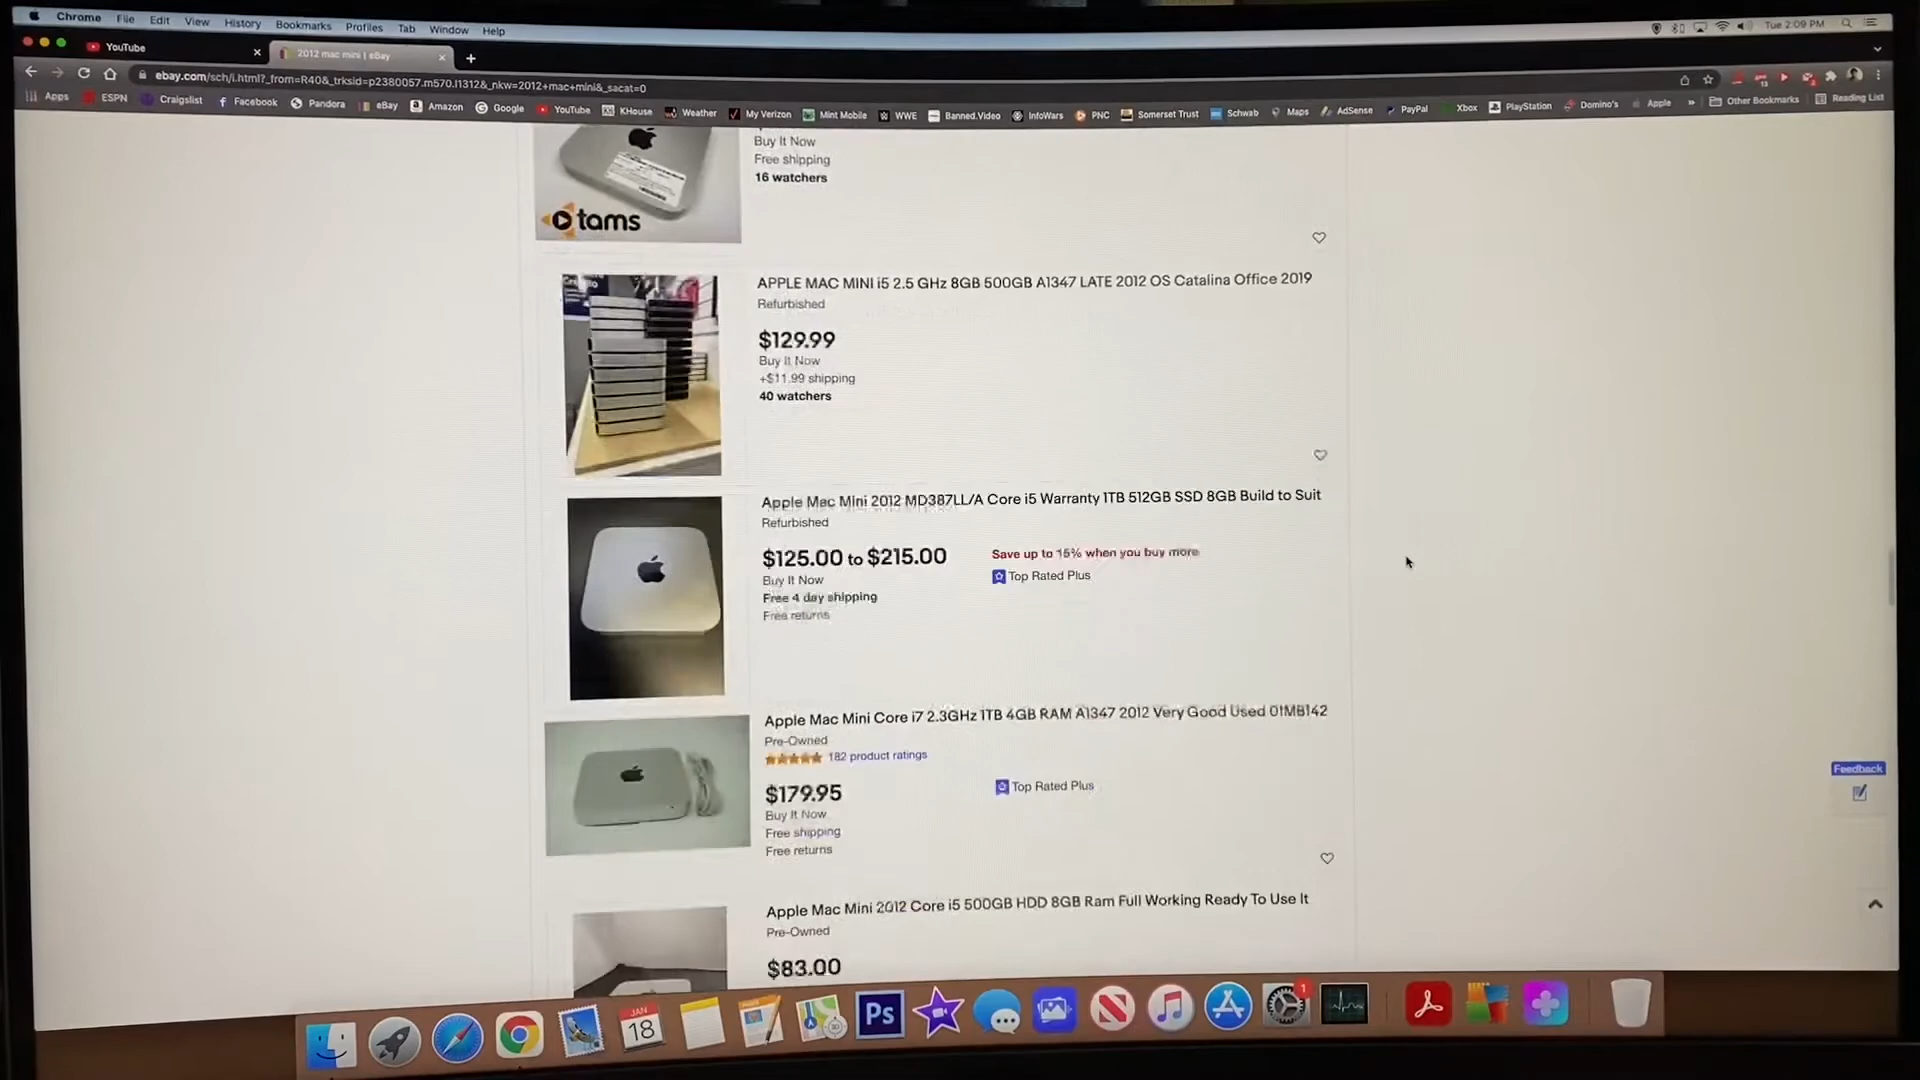 Chrome File Edit View History Bookmarks Profiles Tab Window Help
Tue 2:09 PM
YouTube
2012 mac mini | eBay
ebay.com/sch/i.html?_from=R40&_trksid=p2380057.m570.l1312&_nkw=2012+mac+mini&_sacat=0
Apps ESPN Craigslist Facebook Pandora eBay Amazon Google YouTube KHouse Weather My Verizon Mint Mobile WWE Banned.Video InfoWars PNC Somerset Trust Schwab Maps AdSense PayPal Xbox PlayStation Domino's Apple » Other Bookmarks Reading List
Buy It Now
Free shipping
16 watchers
tams
APPLE MAC MINI i5 2.5 GHz 8GB 500GB A1347 LATE 2012 OS Catalina Office 2019
Refurbished
$129.99
Buy It Now
+$11.99 shipping
40 watchers
Apple Mac Mini 2012 MD387LL/A Core i5 Warranty 1TB 512GB SSD 8GB Build to Suit
Refurbished
$125.00 to $215.00
Save up to 15% when you buy more
Buy It Now
Top Rated Plus
Free 4 day shipping
Free returns
Apple Mac Mini Core i7 2.3GHz 1TB 4GB RAM A1347 2012 Very Good Used 01MB142
Pre-Owned
182 product ratings
$179.95
Top Rated Plus
Buy It Now
Free shipping
Free returns
Feedback
Apple Mac Mini 2012 Core i5 500GB HDD 8GB Ram Full Working Ready To Use It
Pre-Owned
$83.00
JAN
18
Ps
1